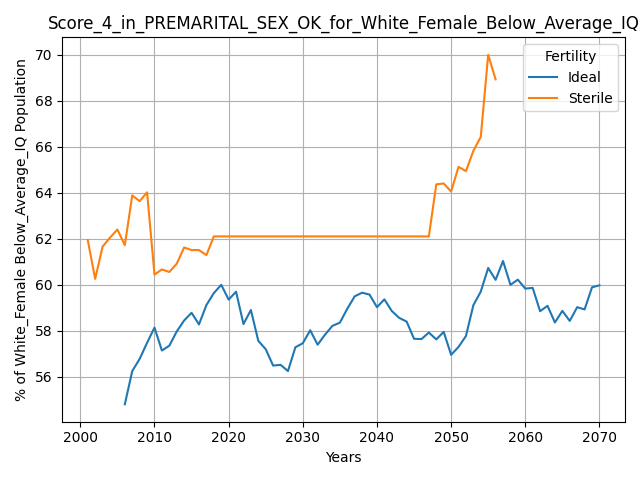 Score_4_in_PREMARITAL_SEX_OK_for_White_Female_Below_Average_IQ
% of White_Female Below_Average_IQ Population
70
68
66
64
62
60
58
56
Fertility
Ideal
Sterile
2000 2010 2020 2030 2040 2050 2060 2070
Years